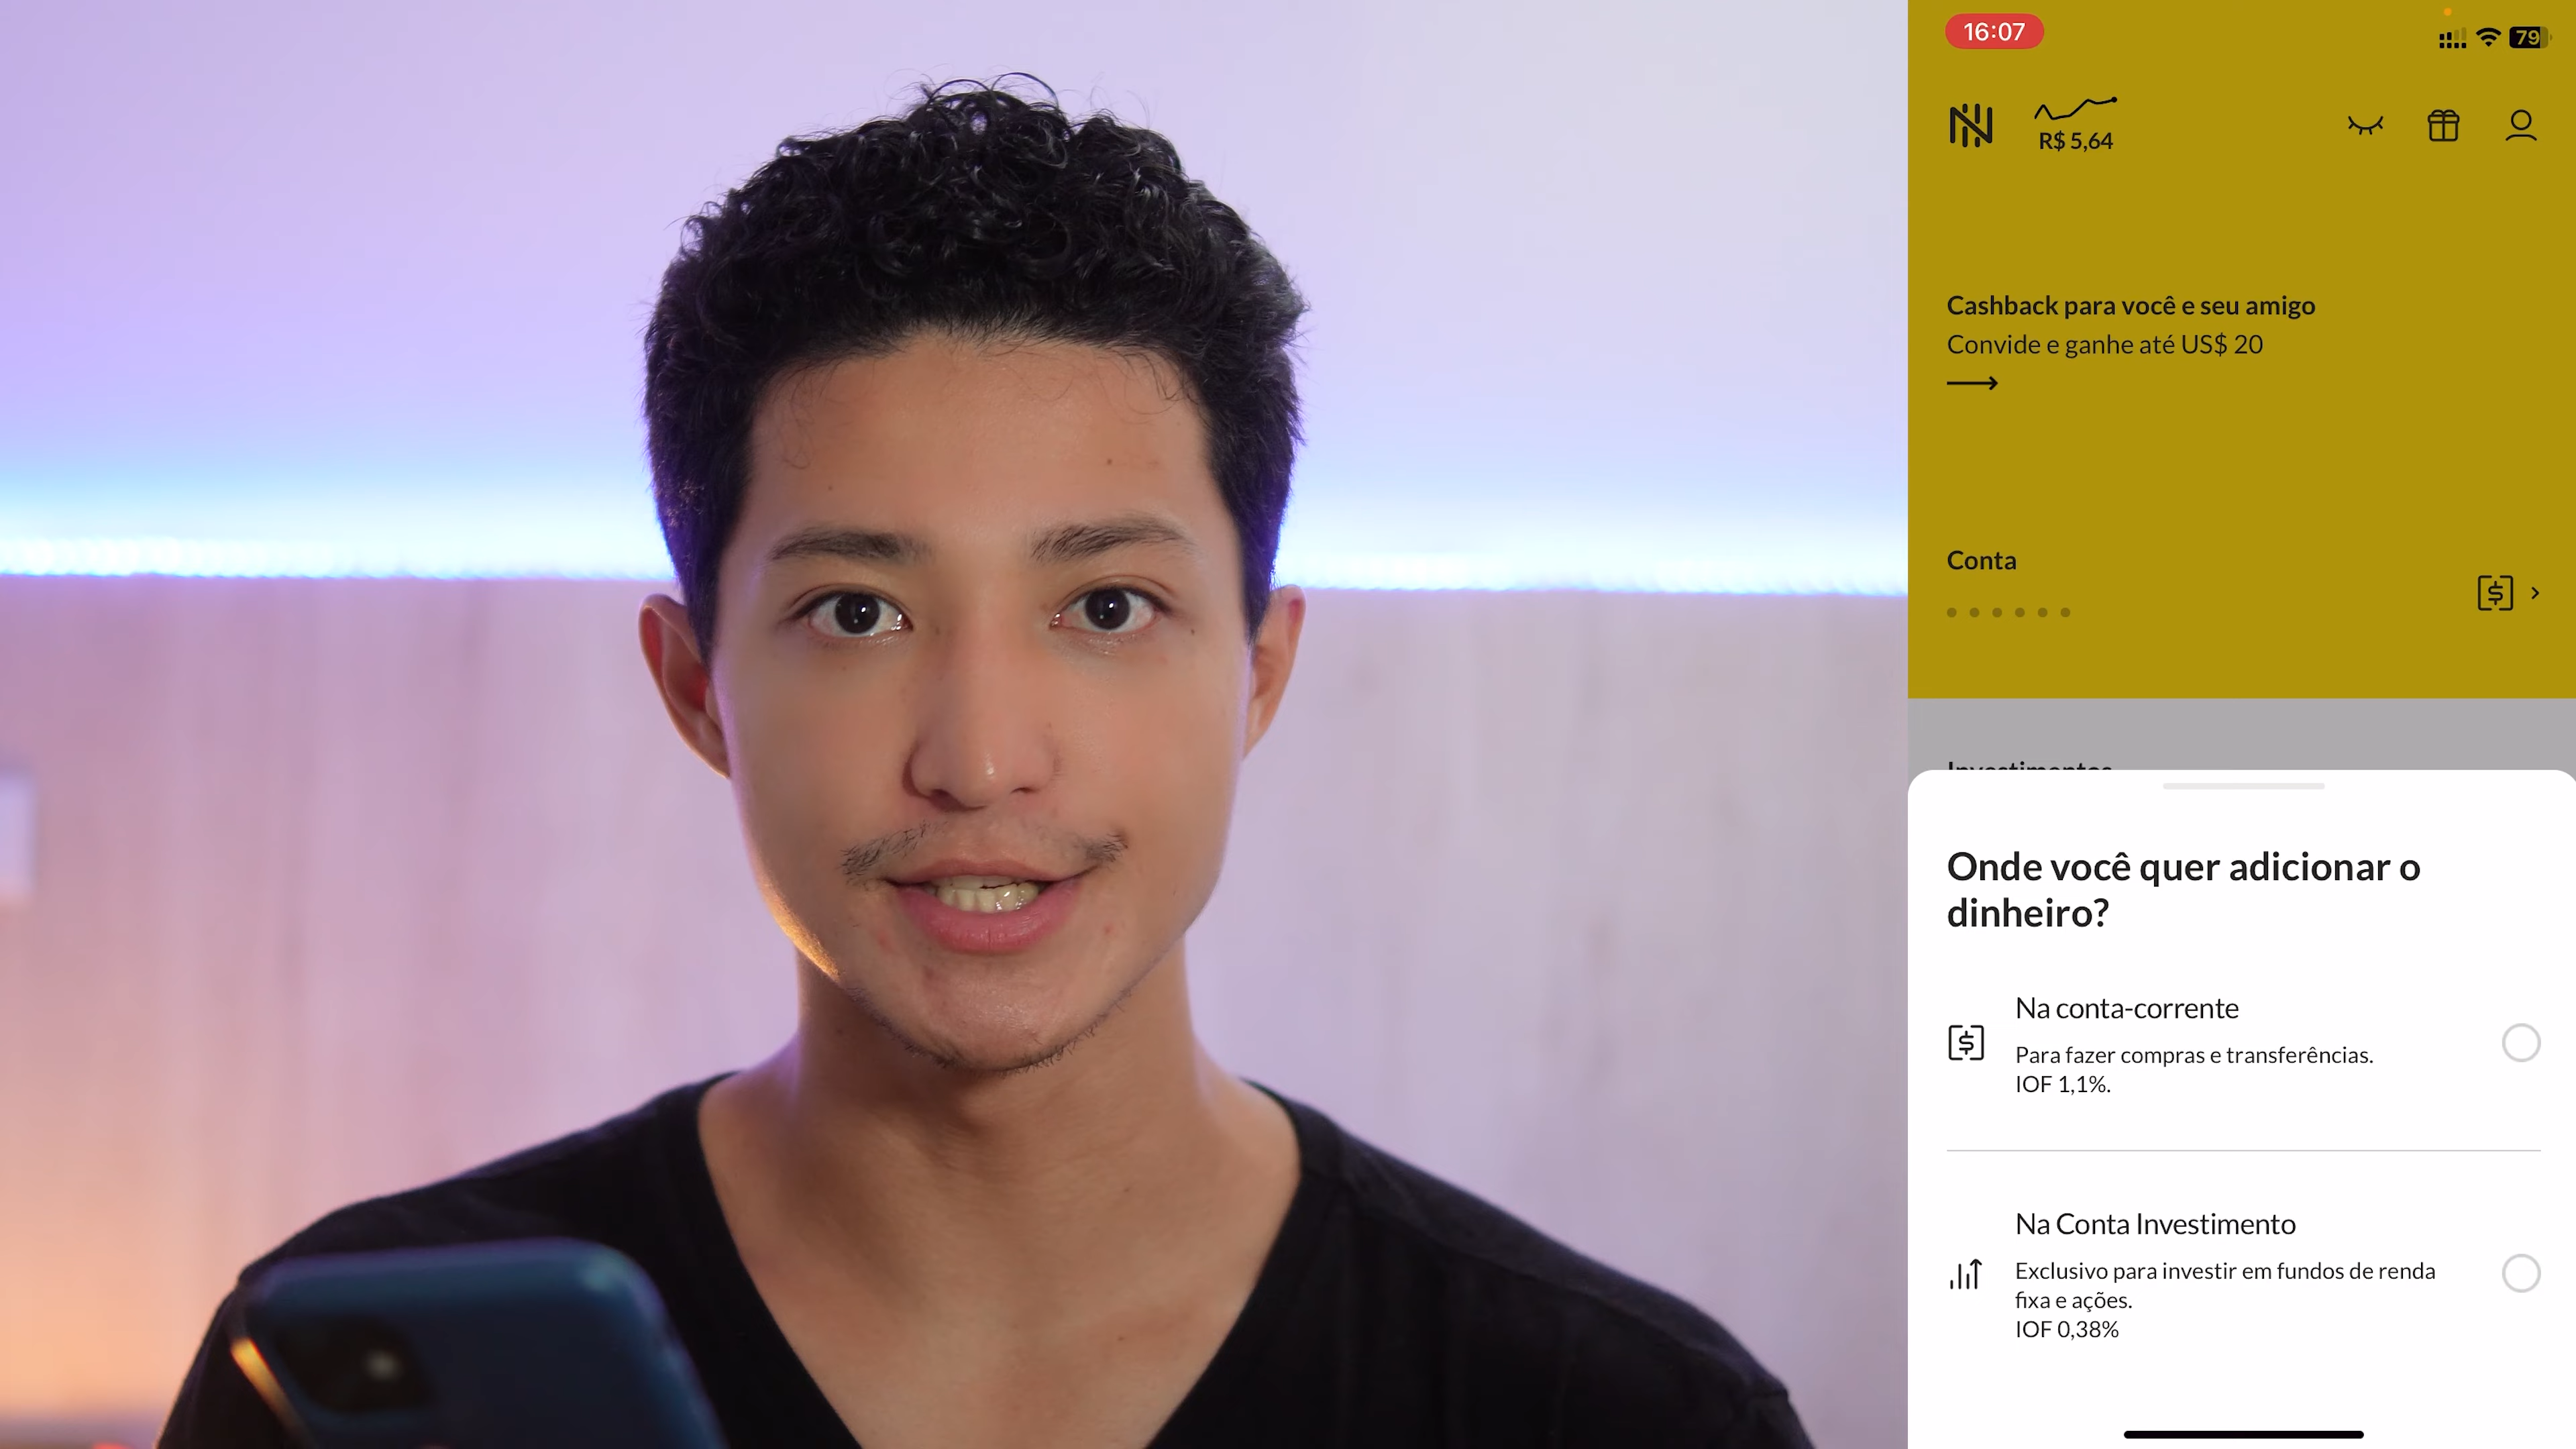 16:07
79
R$ 5,64
Cashback para você e seu amigo
Convide e ganhe até US$ 20
Conta
Investimentos
Onde você quer adicionar o
dinheiro?
Na conta-corrente
Para fazer compras e transferências.
IOF 1,1%.
Na Conta Investimento
Exclusivo para investir em fundos de renda
fixa e ações.
IOF 0,38%